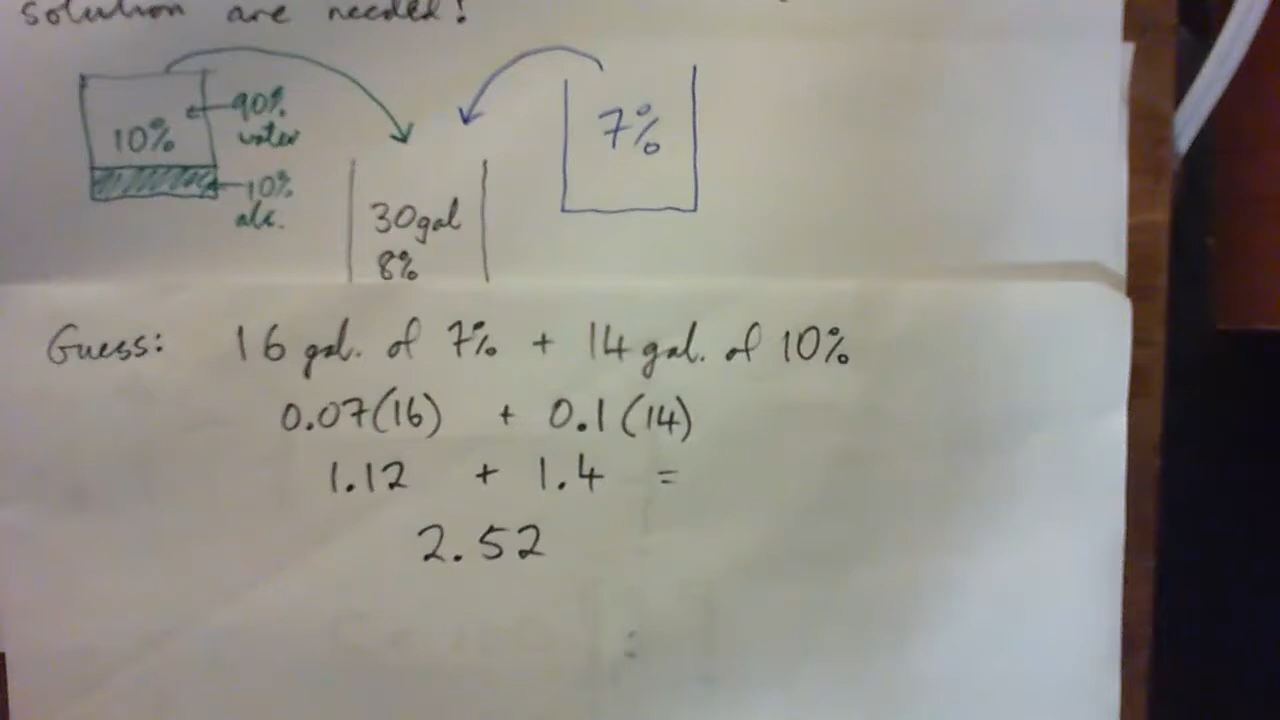 solution are needed!
90%
water
10%
7%
10%
alc.
30gal
8%
Guess: 16 gal. of 7% + 14 gal. of 10%
0.07(16) + 0.1(14)
1.12 + 1.4 =
2.52